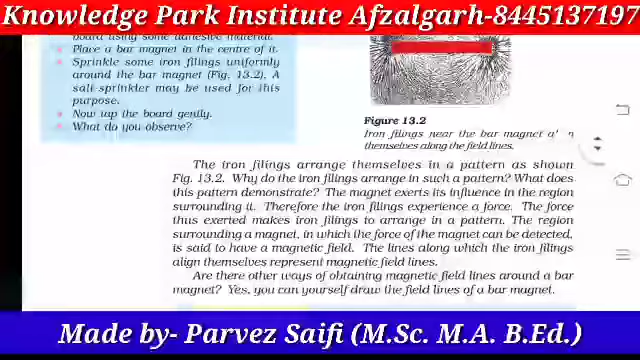 Knowledge Park Institute Afzalgarh-8445137197
board using some adhesive material.
Place a bar magnet in the centre of it.
Sprinkle some iron filings uniformly
around the bar magnet (Fig. 13.2). A
salt-sprinkler may be used for this
purpose.
Now tap the board gently.
What do you observe?
Figure 13.2
Iron filings near the bar magnet al n
themselves along the field lines.
The iron filings arrange themselves in a pattern as shown
Fig. 13.2. Why do the iron filings arrange in such a pattern? What does
this pattern demonstrate? The magnet exerts its influence in the region
surrounding it. Therefore the iron filings experience a force. The force
thus exerted makes iron filings to arrange in a pattern. The region
surrounding a magnet, in which the force of the magnet can be detected,
is said to have a magnetic field. The lines along which the iron filings
align themselves represent magnetic field lines.
Are there other ways of obtaining magnetic field lines around a bar
magnet? Yes, you can yourself draw the field lines of a bar magnet.
Made by- Parvez Saifi (M.Sc. M.A. B.Ed.)